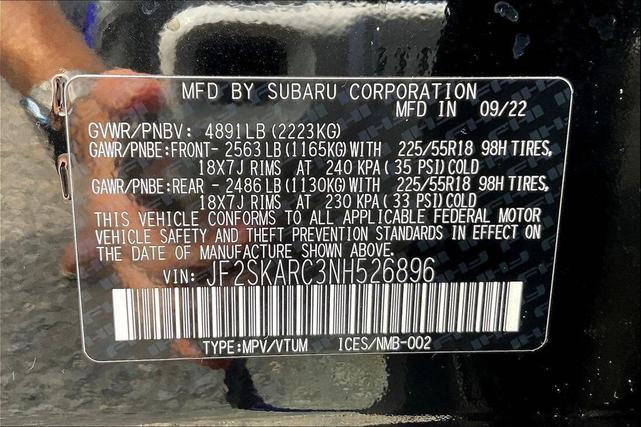 MFD BY SUBARU CORPORATION
MFD IN 09/22
GVWR/PNBV: 4891LB (2223KG)
GAWR/PNBE:FRONT- 2563LB (1165KG) WITH 225/55R18 98H TIRES,
18X7J RIMS AT 240 KPA ( 35 PSI) COLD
GAWR/PNBE:REAR - 2486LB (1130KG) WITH 225/55R18 98H TIRES,
18X7J RIMS AT 230 KPA ( 33 PSI) COLD
THIS VEHICLE CONFORMS TO ALL APPLICABLE FEDERAL MOTOR
VEHICLE SAFETY AND THEFT PREVENTION STANDARDS IN EFFECT ON
THE DATE OF MANUFACTURE SHOWN ABOVE.
VIN: JF2SKARC3NH526896
TYPE:MPV/VTUM ICES/NMB-002